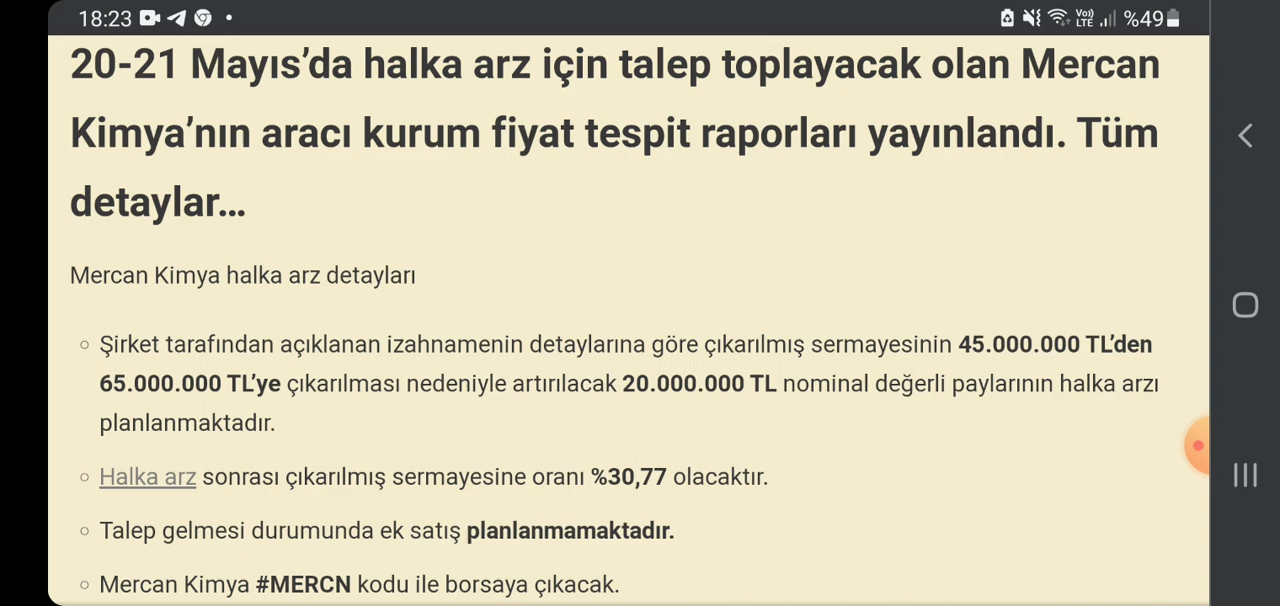 18:23
Vo))
LTE
%49
20-21 Mayıs’da halka arz için talep toplayacak olan Mercan
Kimya’nın aracı kurum fiyat tespit raporları yayınlandı. Tüm
detaylar…
Mercan Kimya halka arz detayları
Şirket tarafından açıklanan izahnamenin detaylarına göre çıkarılmış sermayesinin 45.000.000 TL’den
65.000.000 TL’ye çıkarılması nedeniyle artırılacak 20.000.000 TL nominal değerli paylarının halka arzı
planlanmaktadır.
Halka arz sonrası çıkarılmış sermayesine oranı %30,77 olacaktır.
Talep gelmesi durumunda ek satış planlanmamaktadır.
Mercan Kimya #MERCN kodu ile borsaya çıkacak.